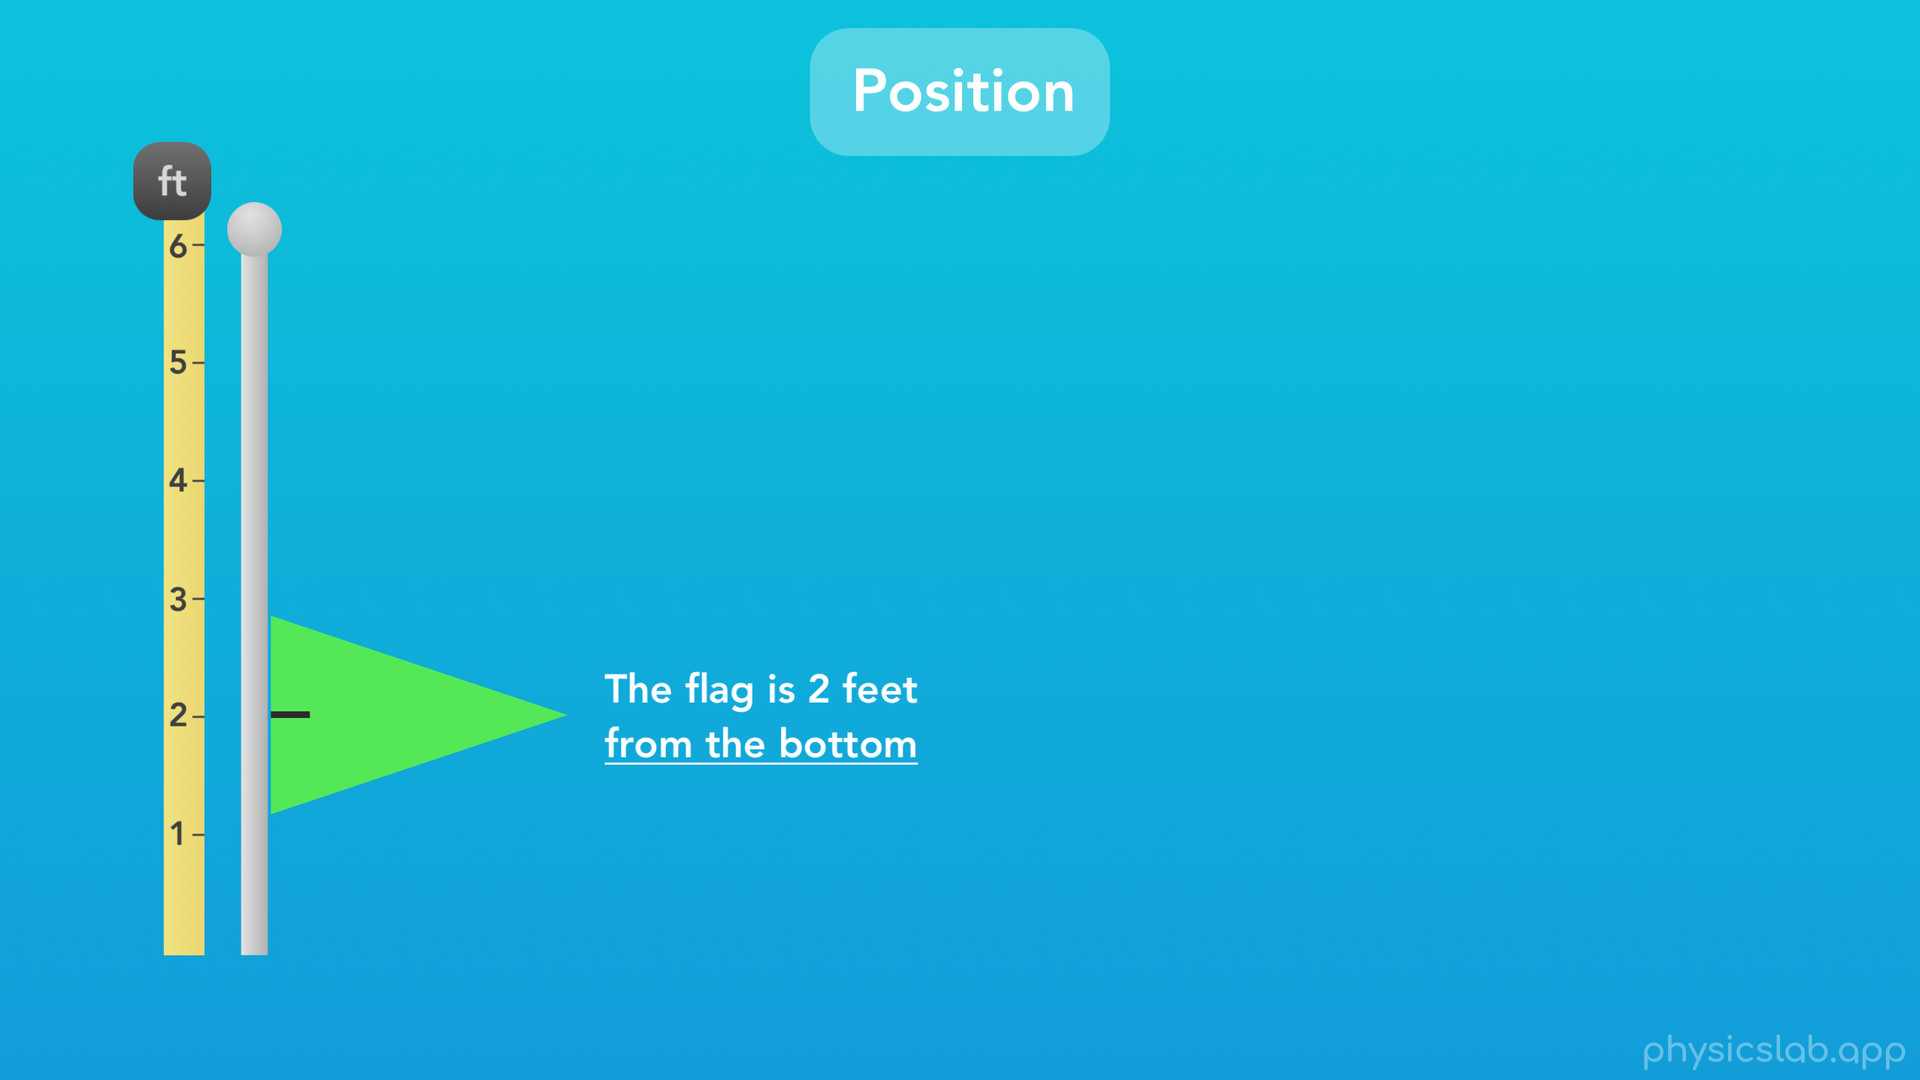 Position
ft
6
5
4
3
2
1
The flag is 2 feet
from the bottom
physicslab.app